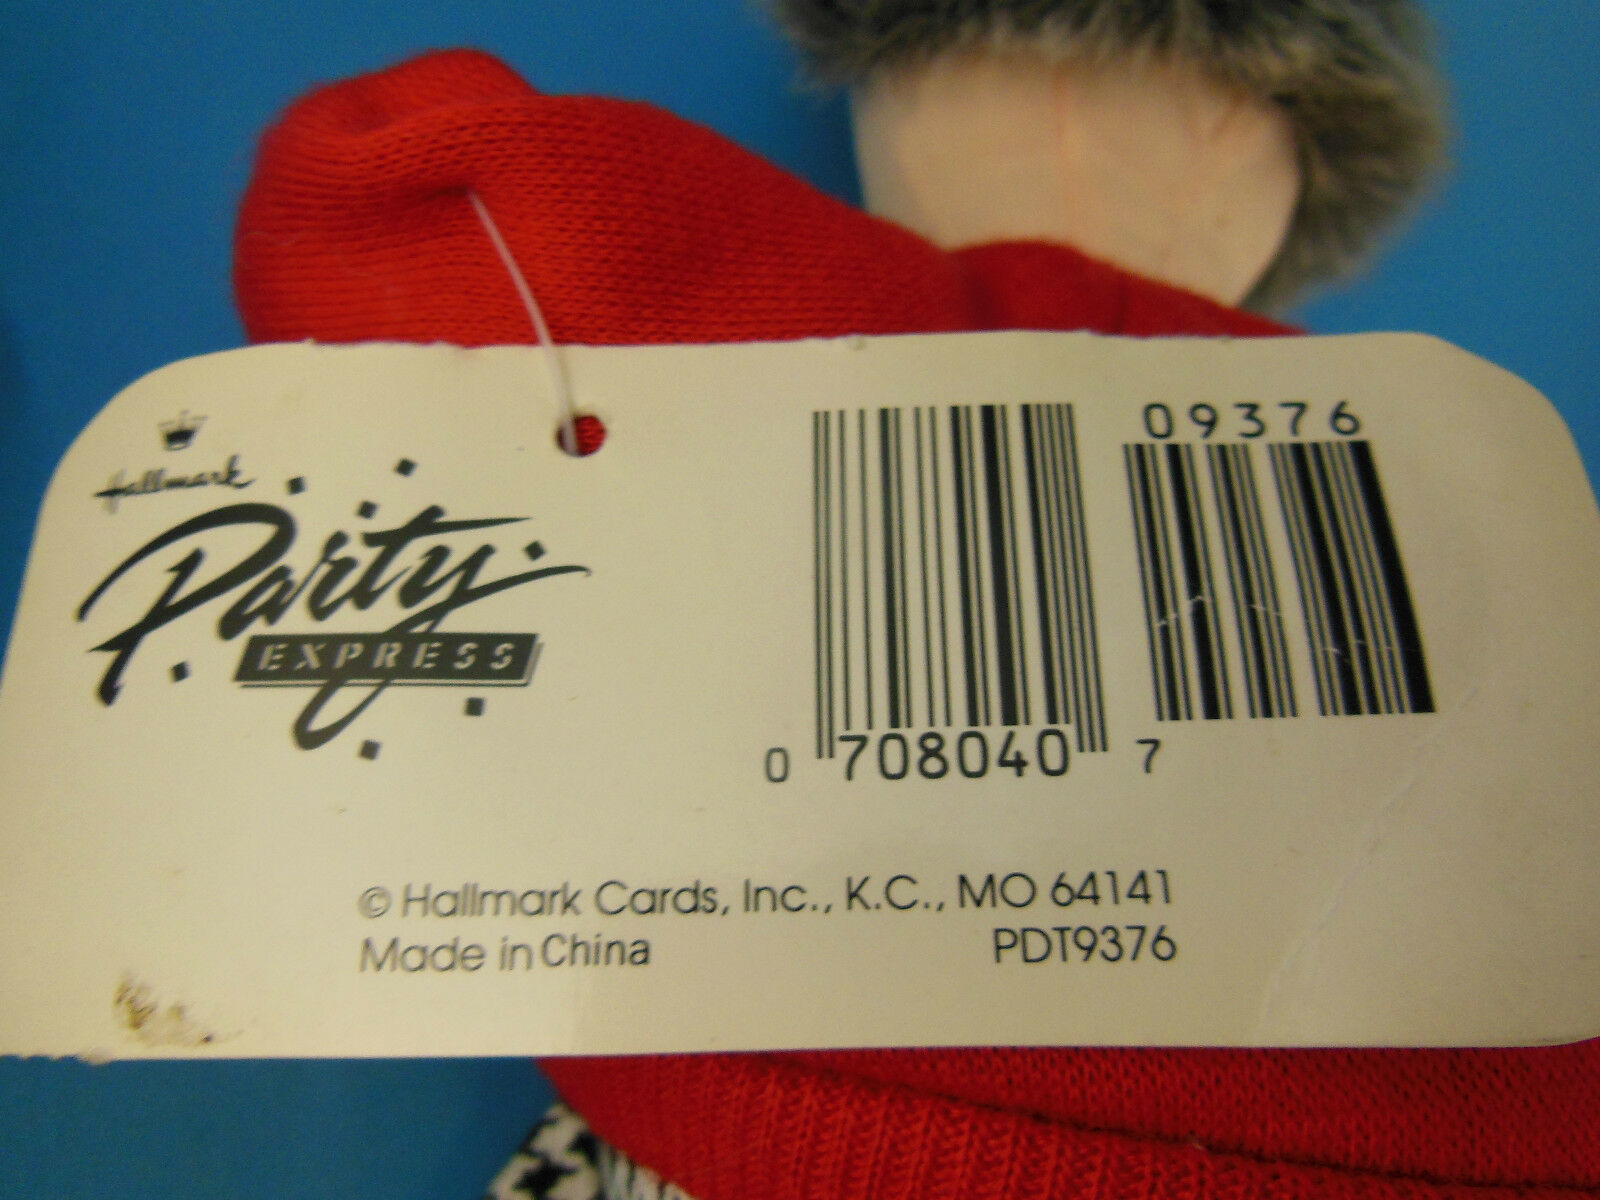 Hallmark
Party
EXPRESS
09376
0 708040 7
© Hallmark Cards, Inc., K.C., MO 64141
Made in China
PDT9376